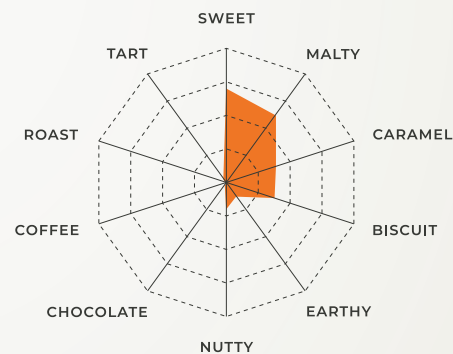 SWEET
MALTY
CARAMEL
BISCUIT
EARTHY
NUTTY
CHOCOLATE
COFFEE
ROAST
TART